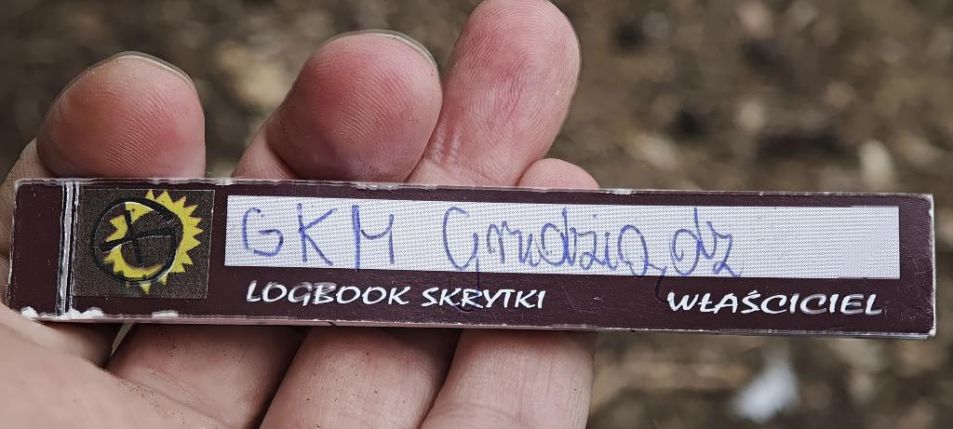 GKM Grudziądz
LOGBOOK SKRYTKI WŁAŚCICIEL